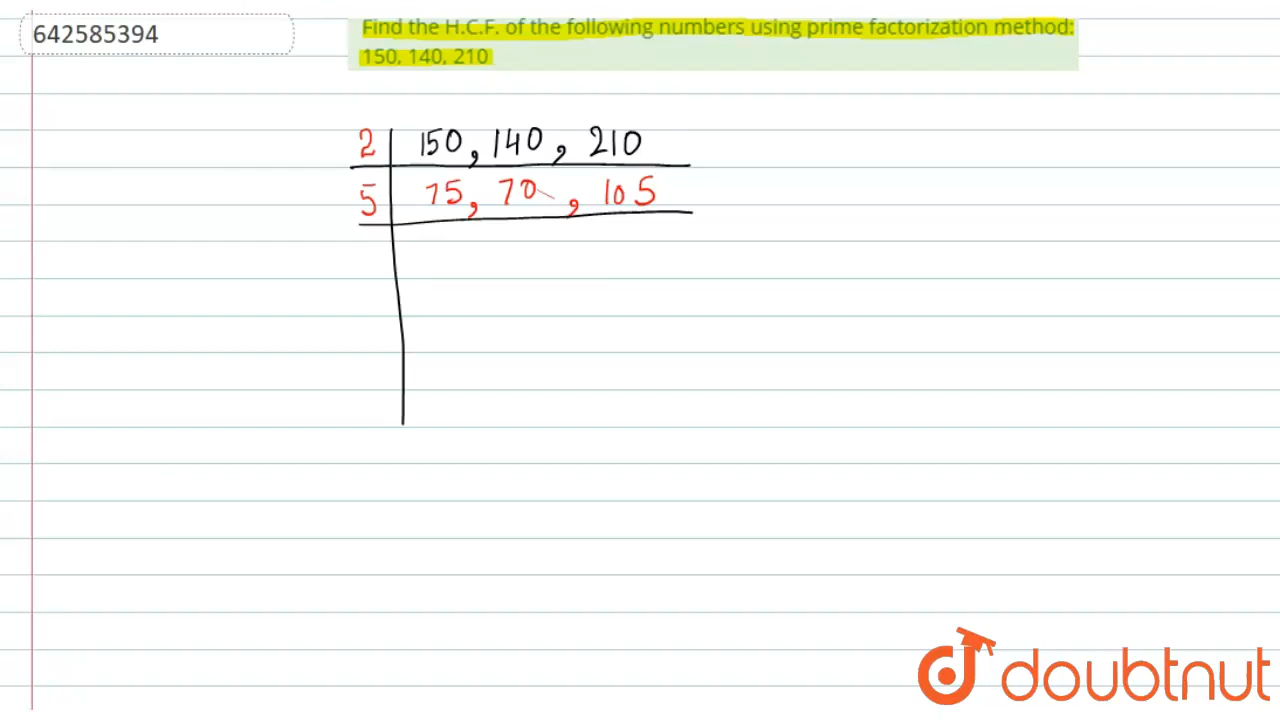 642585394
Find the H.C.F. of the following numbers using prime factorization method:
150, 140, 210
2 150, 140, 210
5 75, 70, 105
doubtnut